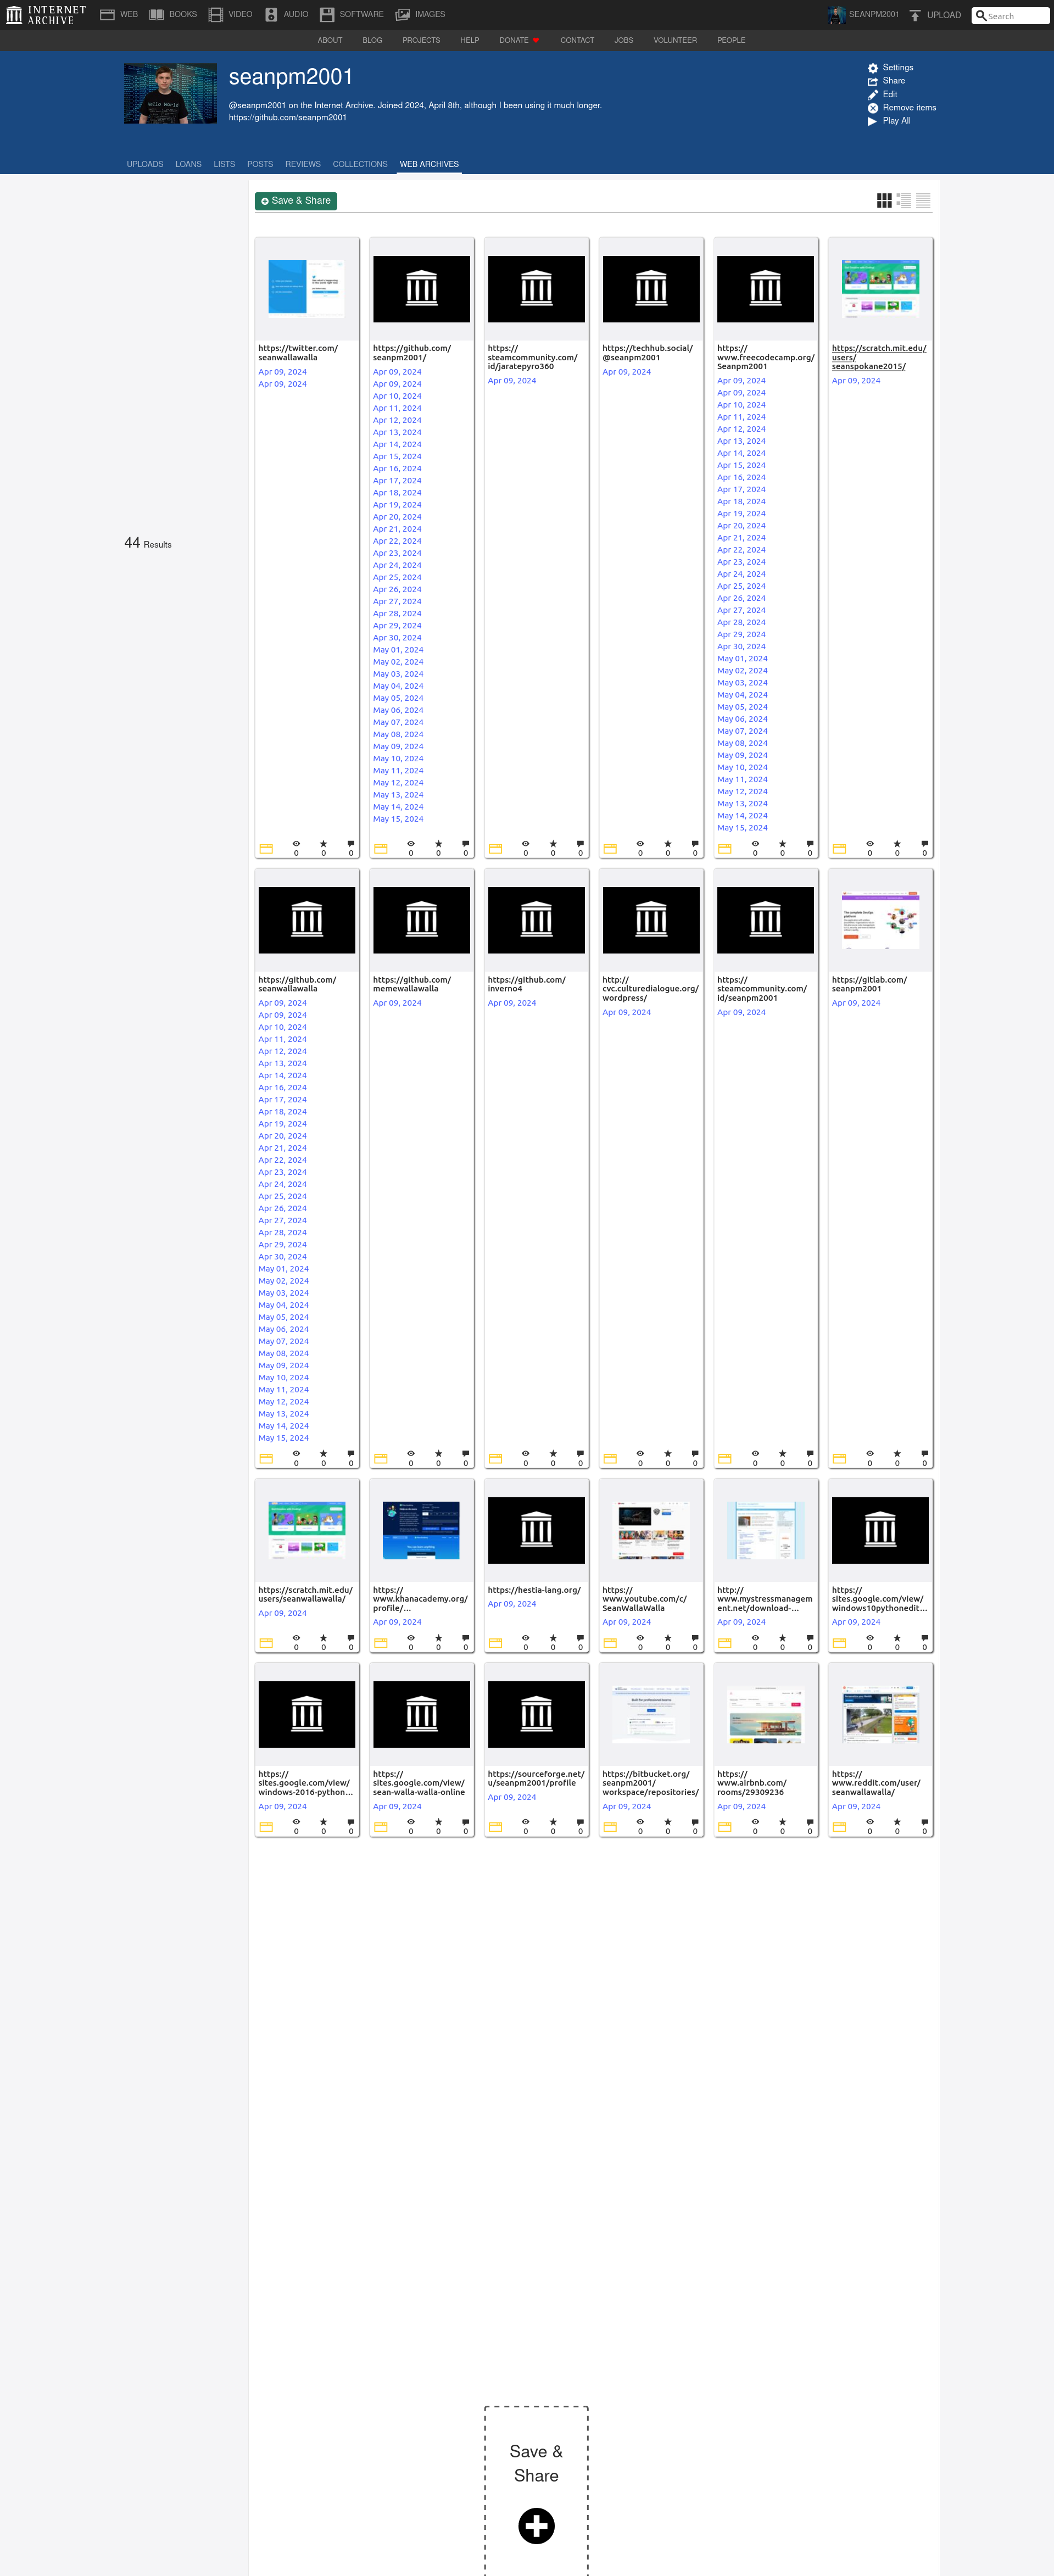 INTERNET ARCHIVE
WEB
BOOKS
VIDEO
AUDIO
SOFTWARE
IMAGES
SEANPM2001
UPLOAD
Search
ABOUT
BLOG
PROJECTS
HELP
DONATE
CONTACT
JOBS
VOLUNTEER
PEOPLE
Hello World
seanpm2001
@seanpm2001 on the Internet Archive. Joined 2024, April 8th, although I been using it much longer.
https://github.com/seanpm2001
Settings
Share
Edit
Remove items
Play All
UPLOADS
LOANS
LISTS
POSTS
REVIEWS
COLLECTIONS
WEB ARCHIVES
44 Results
Save & Share
https://twitter.com/
seanwallawalla
Apr 09, 2024
Apr 09, 2024
0 0 0
https://github.com/
seanpm2001/
Apr 09, 2024
Apr 09, 2024
Apr 10, 2024
Apr 11, 2024
Apr 12, 2024
Apr 13, 2024
Apr 14, 2024
Apr 15, 2024
Apr 16, 2024
Apr 17, 2024
Apr 18, 2024
Apr 19, 2024
Apr 20, 2024
Apr 21, 2024
Apr 22, 2024
Apr 23, 2024
Apr 24, 2024
Apr 25, 2024
Apr 26, 2024
Apr 27, 2024
Apr 28, 2024
Apr 29, 2024
Apr 30, 2024
May 01, 2024
May 02, 2024
May 03, 2024
May 04, 2024
May 05, 2024
May 06, 2024
May 07, 2024
May 08, 2024
May 09, 2024
May 10, 2024
May 11, 2024
May 12, 2024
May 13, 2024
May 14, 2024
May 15, 2024
0 0 0
https://
steamcommunity.com/
id/jaratepyro360
Apr 09, 2024
0 0 0
https://techhub.social/
@seanpm2001
Apr 09, 2024
0 0 0
https://
www.freecodecamp.org/
Seanpm2001
Apr 09, 2024
Apr 09, 2024
Apr 10, 2024
Apr 11, 2024
Apr 12, 2024
Apr 13, 2024
Apr 14, 2024
Apr 15, 2024
Apr 16, 2024
Apr 17, 2024
Apr 18, 2024
Apr 19, 2024
Apr 20, 2024
Apr 21, 2024
Apr 22, 2024
Apr 23, 2024
Apr 24, 2024
Apr 25, 2024
Apr 26, 2024
Apr 27, 2024
Apr 28, 2024
Apr 29, 2024
Apr 30, 2024
May 01, 2024
May 02, 2024
May 03, 2024
May 04, 2024
May 05, 2024
May 06, 2024
May 07, 2024
May 08, 2024
May 09, 2024
May 10, 2024
May 11, 2024
May 12, 2024
May 13, 2024
May 14, 2024
May 15, 2024
0 0 0
https://scratch.mit.edu/
users/
seanspokane2015/
Apr 09, 2024
0 0 0
https://github.com/
seanwallawalla
Apr 09, 2024
Apr 09, 2024
Apr 10, 2024
Apr 11, 2024
Apr 12, 2024
Apr 13, 2024
Apr 14, 2024
Apr 16, 2024
Apr 17, 2024
Apr 18, 2024
Apr 19, 2024
Apr 20, 2024
Apr 21, 2024
Apr 22, 2024
Apr 23, 2024
Apr 24, 2024
Apr 25, 2024
Apr 26, 2024
Apr 27, 2024
Apr 28, 2024
Apr 29, 2024
Apr 30, 2024
May 01, 2024
May 02, 2024
May 03, 2024
May 04, 2024
May 05, 2024
May 06, 2024
May 07, 2024
May 08, 2024
May 09, 2024
May 10, 2024
May 11, 2024
May 12, 2024
May 13, 2024
May 14, 2024
May 15, 2024
0 0 0
https://github.com/
memewallawalla
Apr 09, 2024
0 0 0
https://github.com/
inverno4
Apr 09, 2024
0 0 0
http://
cvc.culturedialogue.org/
wordpress/
Apr 09, 2024
0 0 0
https://
steamcommunity.com/
id/seanpm2001
Apr 09, 2024
0 0 0
The complete DevOps
platform
https://gitlab.com/
seanpm2001
Apr 09, 2024
0 0 0
https://scratch.mit.edu/
users/seanwallawalla/
Apr 09, 2024
0 0 0
https://
www.khanacademy.org/
profile/...
Apr 09, 2024
0 0 0
https://hestia-lang.org/
Apr 09, 2024
0 0 0
https://
www.youtube.com/c/
SeanWallaWalla
Apr 09, 2024
0 0 0
http://
www.mystressmanagem
ent.net/download-...
Apr 09, 2024
0 0 0
https://
sites.google.com/view/
windows10pythonedit...
Apr 09, 2024
0 0 0
https://
sites.google.com/view/
windows-2016-python...
Apr 09, 2024
0 0 0
https://
sites.google.com/view/
sean-walla-walla-online
Apr 09, 2024
0 0 0
https://sourceforge.net/
u/seanpm2001/profile
Apr 09, 2024
0 0 0
https://bitbucket.org/
seanpm2001/
workspace/repositories/
Apr 09, 2024
0 0 0
https://
www.airbnb.com/
rooms/29309236
Apr 09, 2024
0 0 0
https://
www.reddit.com/user/
seanwallawalla/
Apr 09, 2024
0 0 0
Save &
Share